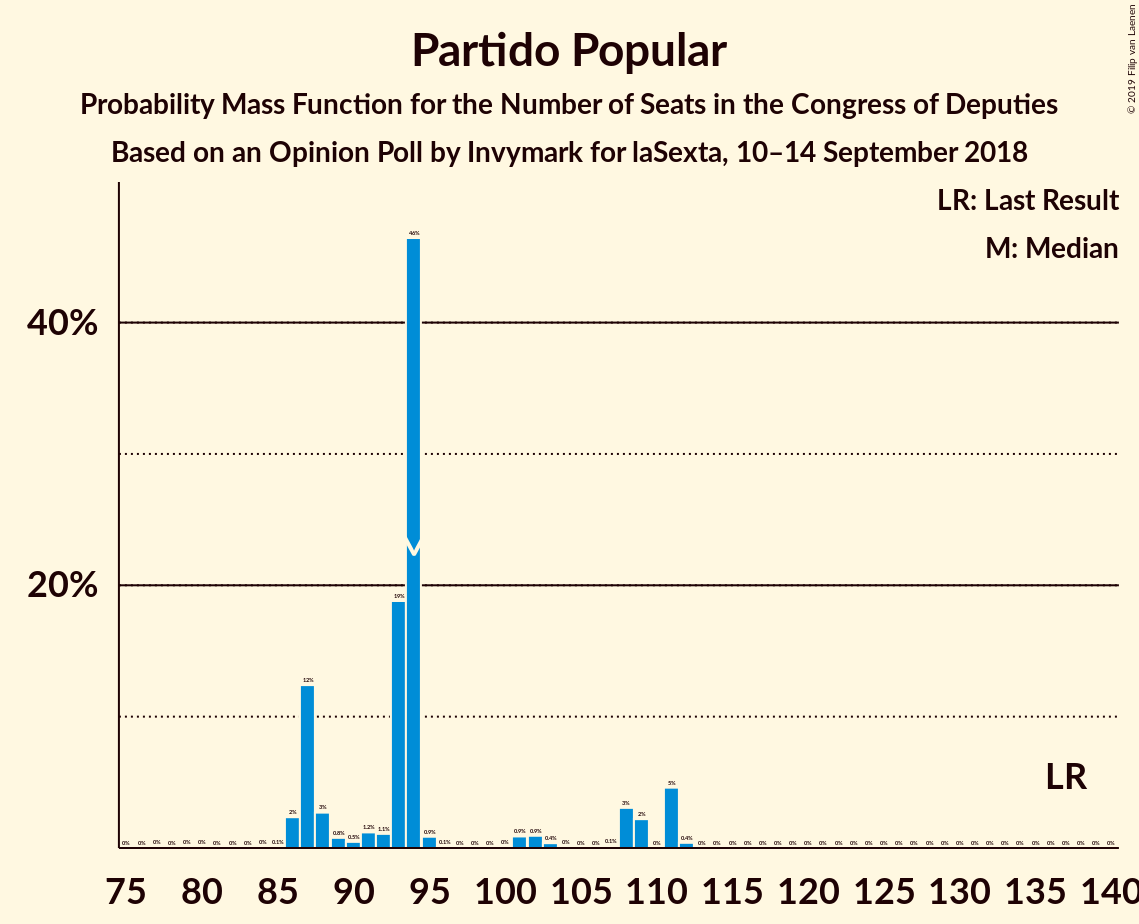 Partido Popular
Probability Mass Function for the Number of Seats in the Congress of Deputies
Based on an Opinion Poll by Invymark for laSexta, 10–14 September 2018
© 2019 Filip van Laenen
LR: Last Result
M: Median
40%
20%
46%
19%
12%
2%
3%
0.8%
0.5%
1.2%
1.1%
0.9%
0.1%
0.9%
0.9%
0.4%
0.1%
3%
2%
0%
5%
0.4%
LR
75 80 85 90 95 100 105 110 115 120 125 130 135 140